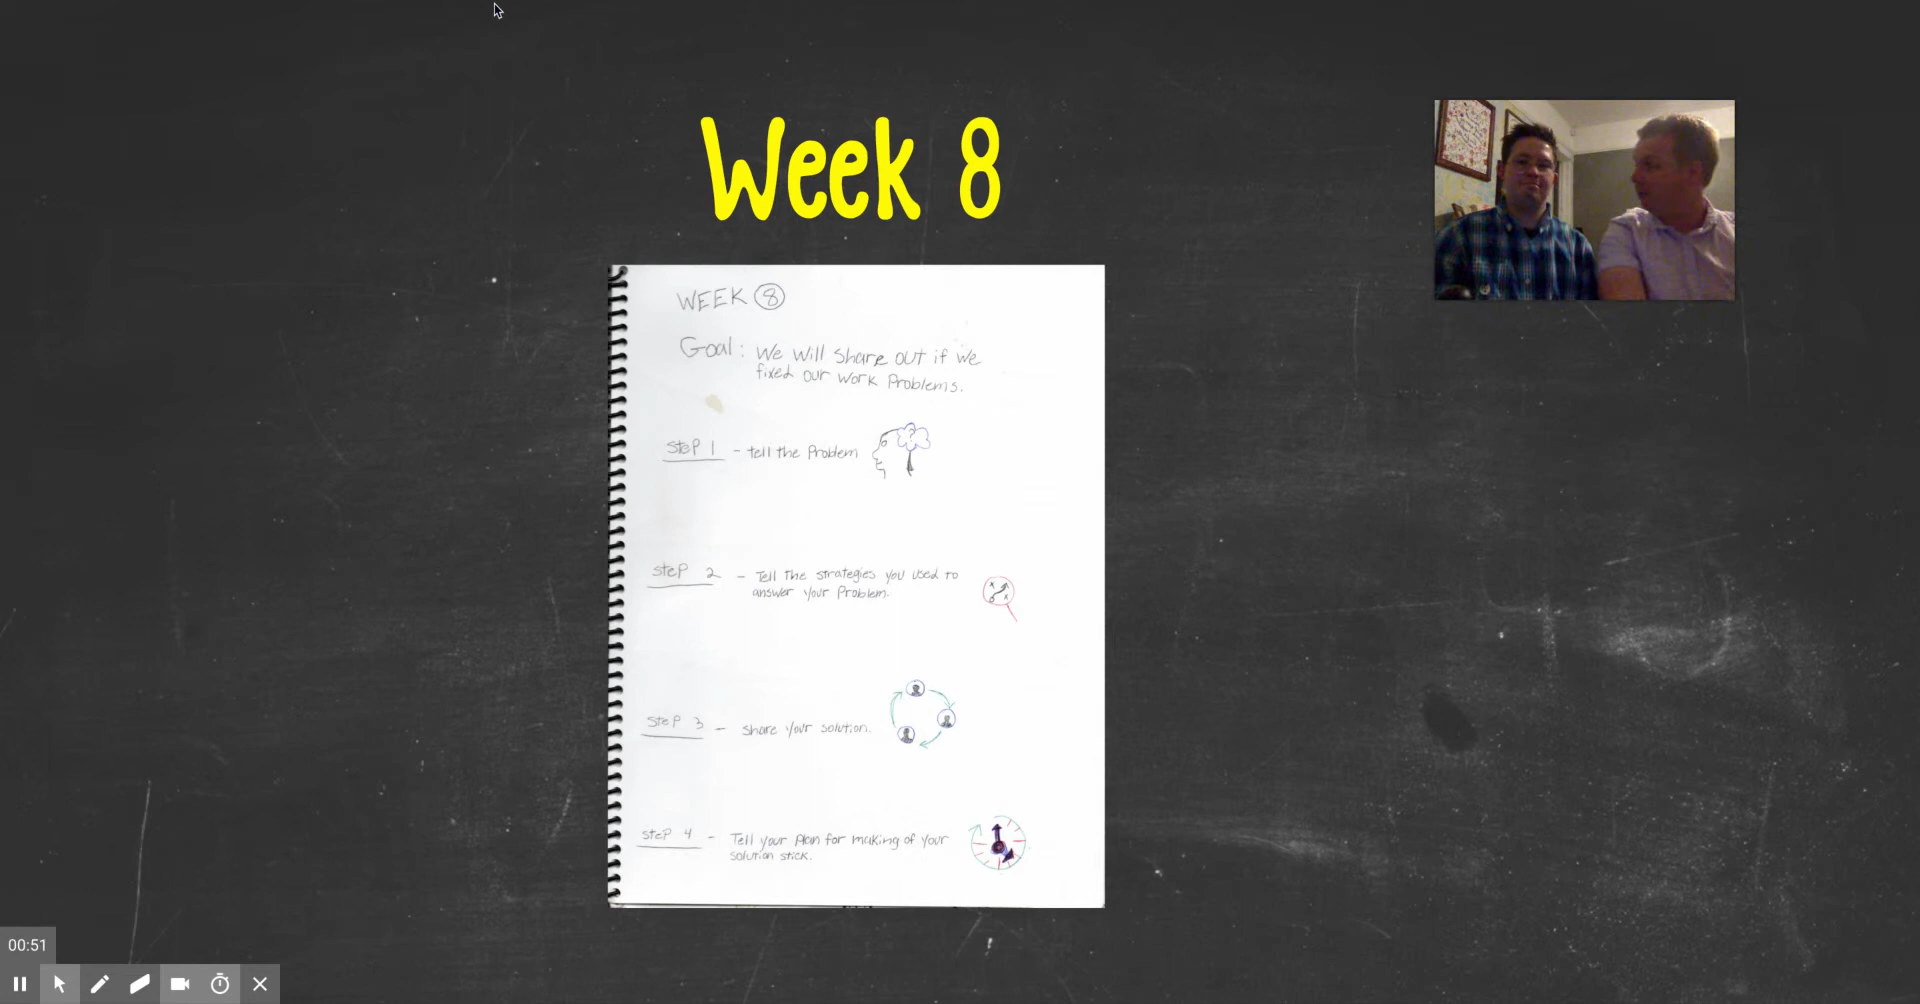 Week 8
WEEK 8
Goal: We will share out if we
fixed our work Problems.
Step 1 - tell the Problem
Step 2 - Tell the strategies you used to
answer your Problem.
Step 3 - share your solution.
Step 4 - Tell your plan for making of your
solution stick.
00:51